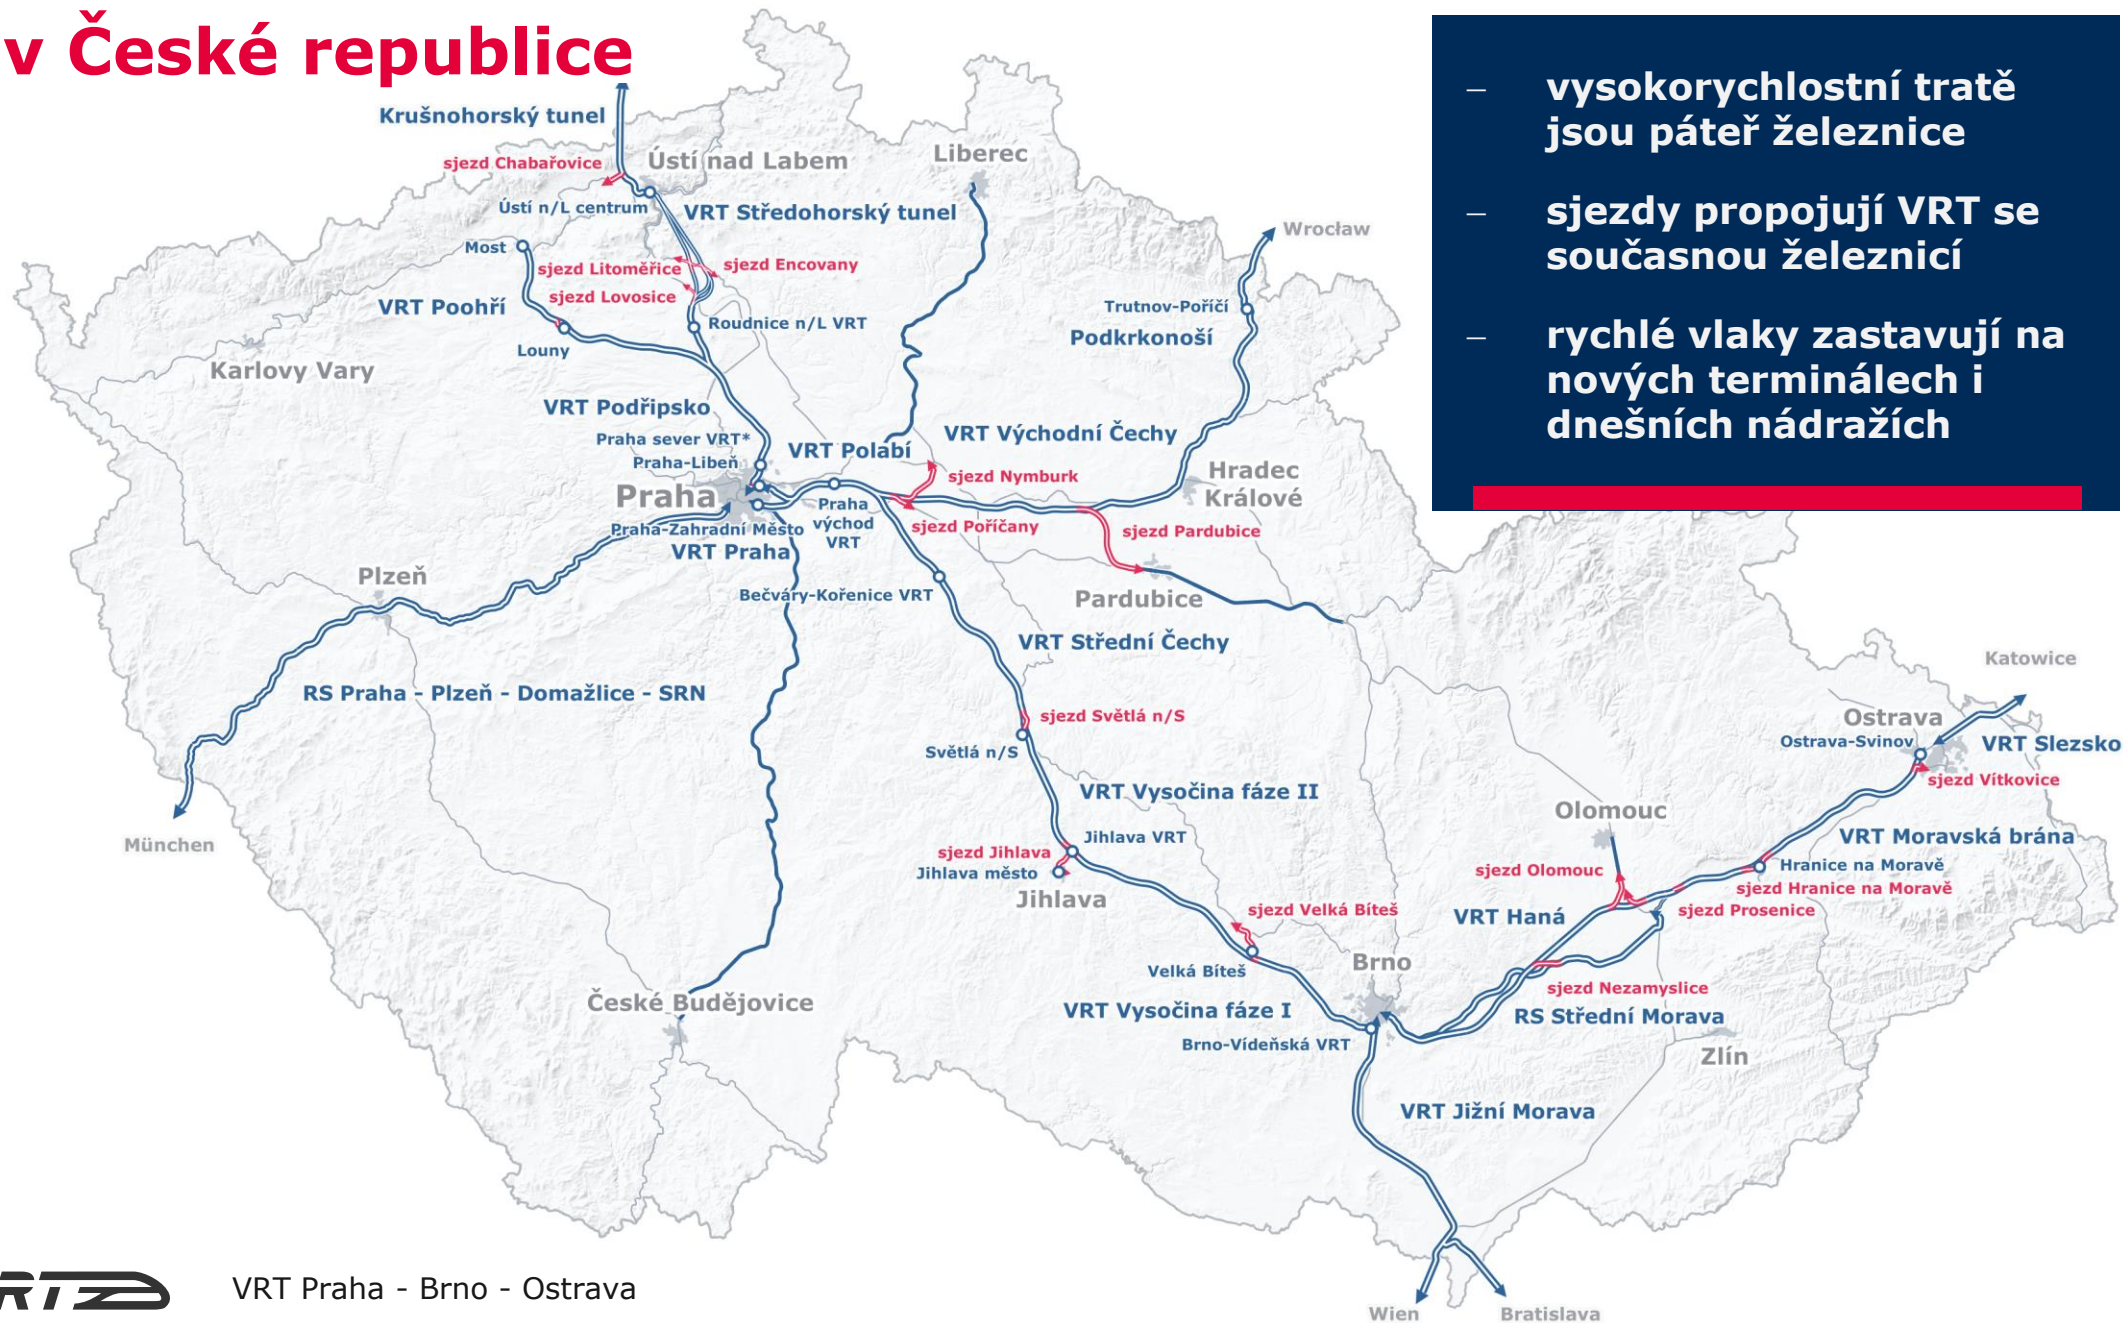 v České republice
– vysokorychlostní tratě
jsou páteř železnice
– sjezdy propojují VRT se
současnou železnicí
– rychlé vlaky zastavují na
nových terminálech i
dnešních nádražích
Krušnohorský tunel
sjezd Chabařovice
Ústí nad Labem
Liberec
Ústí n/L centrum
VRT Středohorský tunel
Wrocław
Most
sjezd Litoměřice
sjezd Encovany
sjezd Lovosice
VRT Poohří
Trutnov-Poříčí
Roudnice n/L VRT
Podkrkonoší
Louny
Karlovy Vary
VRT Podřipsko
VRT Východní Čechy
Praha sever VRT*
VRT Polabí
Praha-Libeň
sjezd Nymburk
Hradec
Králové
Praha
Praha
východ
VRT
sjezd Poříčany
sjezd Pardubice
Praha-Zahradní Město
VRT Praha
Plzeň
Bečváry-Kořenice VRT
Pardubice
VRT Střední Čechy
Katowice
RS Praha - Plzeň - Domažlice - SRN
sjezd Světlá n/S
Ostrava
Ostrava-Svinov
VRT Slezsko
Světlá n/S
sjezd Vítkovice
VRT Vysočina fáze II
Olomouc
München
Jihlava VRT
VRT Moravská brána
sjezd Jihlava
Hranice na Moravě
Jihlava město
sjezd Olomouc
sjezd Hranice na Moravě
Jihlava
sjezd Velká Bíteš
VRT Haná
sjezd Prosenice
Brno
Velká Bíteš
sjezd Nezamyslice
České Budějovice
VRT Vysočina fáze I
RS Střední Morava
Brno-Vídeňská VRT
Zlín
VRT Jižní Morava
RT
VRT Praha - Brno - Ostrava
Wien
Bratislava